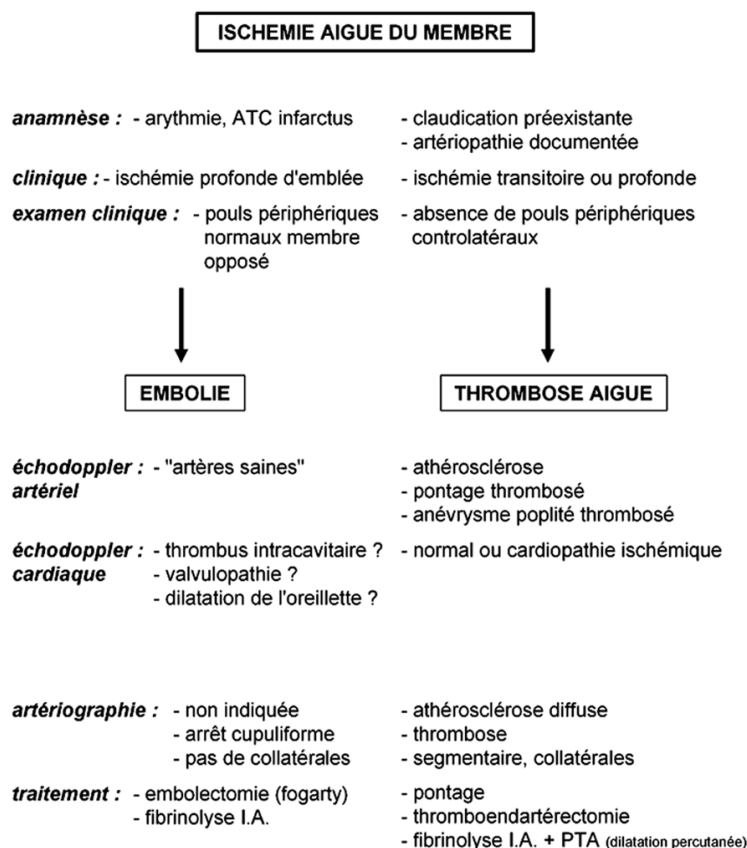 ISCHEMIE AIGUE DU MEMBRE
anamnèse : - arythmie, ATC infarctus - claudication préexistante
- artériopathie documentée
clinique : - ischémie profonde d'emblée - ischémie transitoire ou profonde
examen clinique : - pouls périphériques - absence de pouls périphériques
normaux membre controlatéraux
opposé
EMBOLIE THROMBOSE AIGUE
échodoppler : - "artères saines" - athérosclérose
artériel - pontage thrombosé
- anévrysme poplité thrombosé
échodoppler : - thrombus intracavitaire ? - normal ou cardiopathie ischémique
cardiaque - valvulopathie ?
- dilatation de l'oreillette ?
artériographie : - non indiquée - athérosclérose diffuse
- arrêt cupuliforme - thrombose
- pas de collatérales - segmentaire, collatérales
traitement : - embolectomie (fogarty) - pontage
- fibrinolyse I.A. - thromboendartérectomie
- fibrinolyse I.A. + PTA (dilatation percutanée)